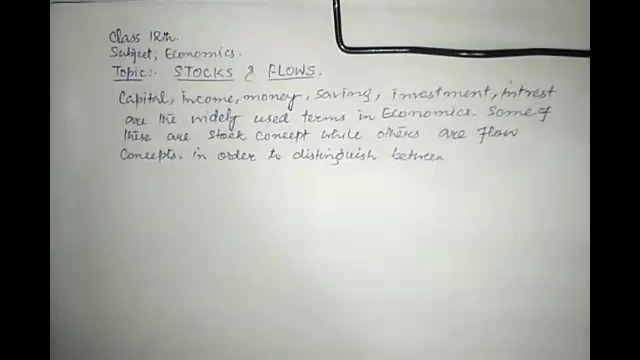 Class 12th.
Subject; Economics.
Topic:- STOCKS & FLOWS.
Capital, income, money, saving, investment, intrest
are the widely used terms in Economics. Some of
these are stock concept while others are flow
concepts. in order to distinguish between